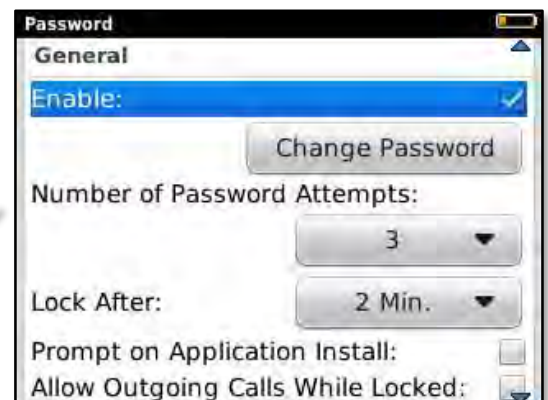 Password
General
Enable:
Change Password
Number of Password Attempts:
3
Lock After: 2 Min.
Prompt on Application Install:
Allow Outgoing Calls While Locked: